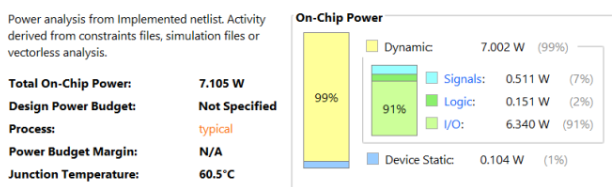 Power analysis from Implemented netlist. Activity
derived from constraints files, simulation files or
vectorless analysis.
Total On-Chip Power: 7.105 W
Design Power Budget: Not Specified
Process: typical
Power Budget Margin: N/A
Junction Temperature: 60.5°C
On-Chip Power
Dynamic: 7.002 W (99%)
99%
91%
Signals: 0.511 W (7%)
Logic: 0.151 W (2%)
I/O: 6.340 W (91%)
Device Static: 0.104 W (1%)